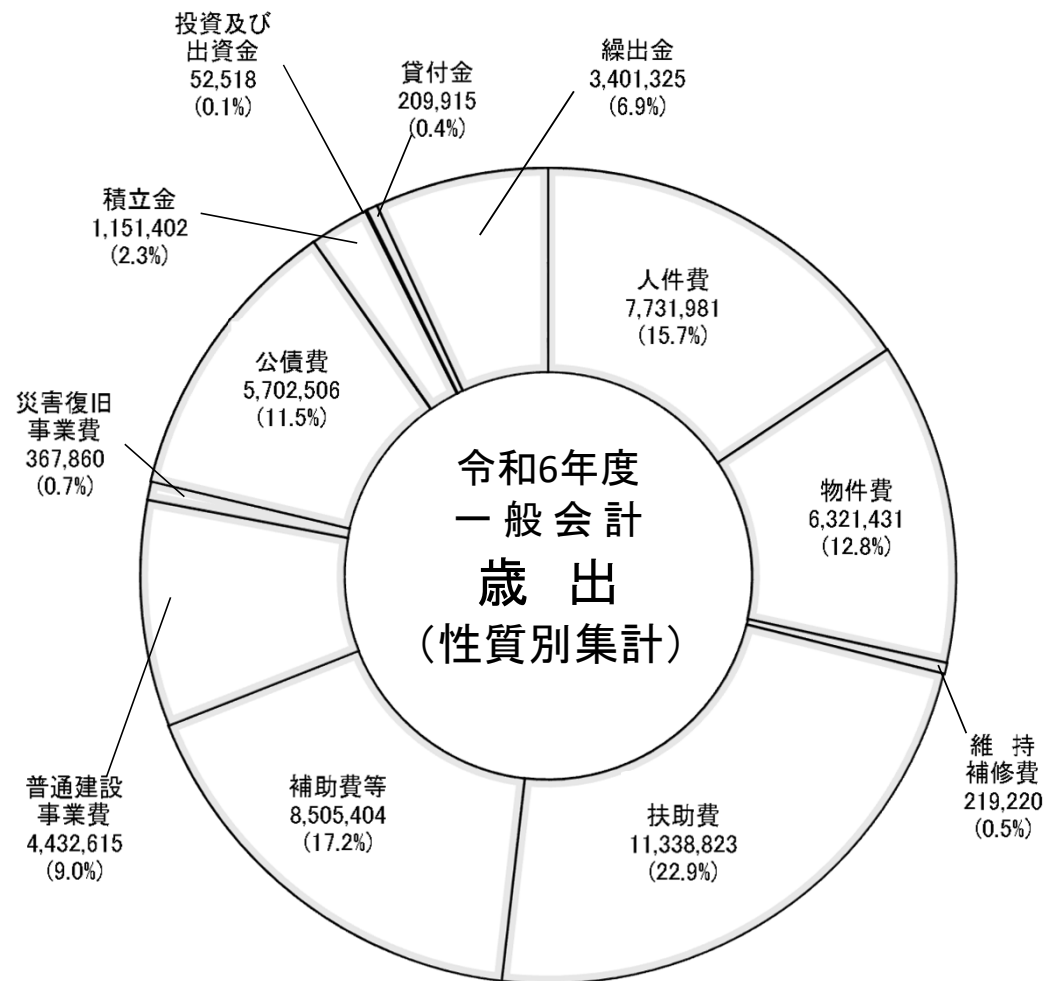 投資及び
出資金
52,518
(0.1%)
貸付金
209,915
(0.4%)
繰出金
3,401,325
(6.9%)
積立金
1,151,402
(2.3%)
人件費
7,731,981
(15.7%)
公債費
5,702,506
(11.5%)
災害復旧
事業費
367,860
(0.7%)
物件費
6,321,431
(12.8%)
令和6年度
一般会計
歳出
(性質別集計)
維持
補修費
219,220
(0.5%)
普通建設
事業費
4,432,615
(9.0%)
補助費等
8,505,404
(17.2%)
扶助費
11,338,823
(22.9%)